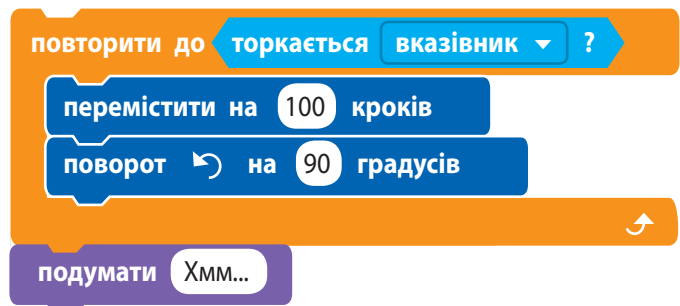 повторити до торкається вказівник ?
перемістити на 100 кроків
поворот на 90 градусів
подумати Хмм...